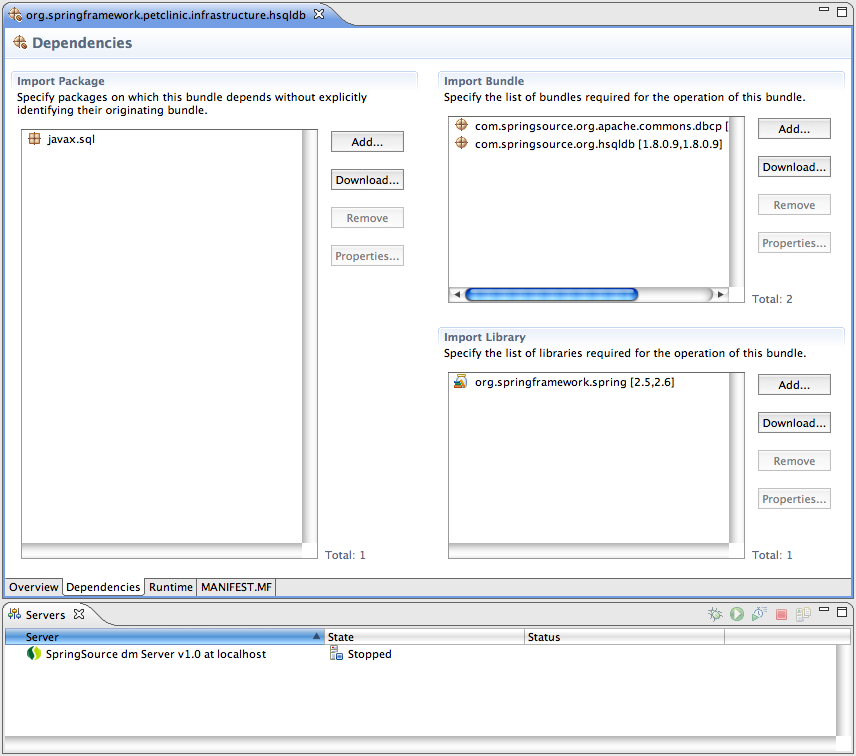 org.springframework.petclinic.infrastructure.hsqldb
Dependencies
Import Package
Specify packages on which this bundle depends without explicitly
identifying their originating bundle.
javax.sql
Add...
Download...
Remove
Properties...
Total: 1
Import Bundle
Specify the list of bundles required for the operation of this bundle.
com.springsource.org.apache.commons.dbcp [
com.springsource.org.hsqldb [1.8.0.9,1.8.0.9]
Add...
Download...
Remove
Properties...
Total: 2
Import Library
Specify the list of libraries required for the operation of this bundle.
org.springframework.spring [2.5,2.6]
Add...
Download...
Remove
Properties...
Total: 1
Overview Dependencies Runtime MANIFEST.MF
Servers
Server State Status
SpringSource dm Server v1.0 at localhost Stopped